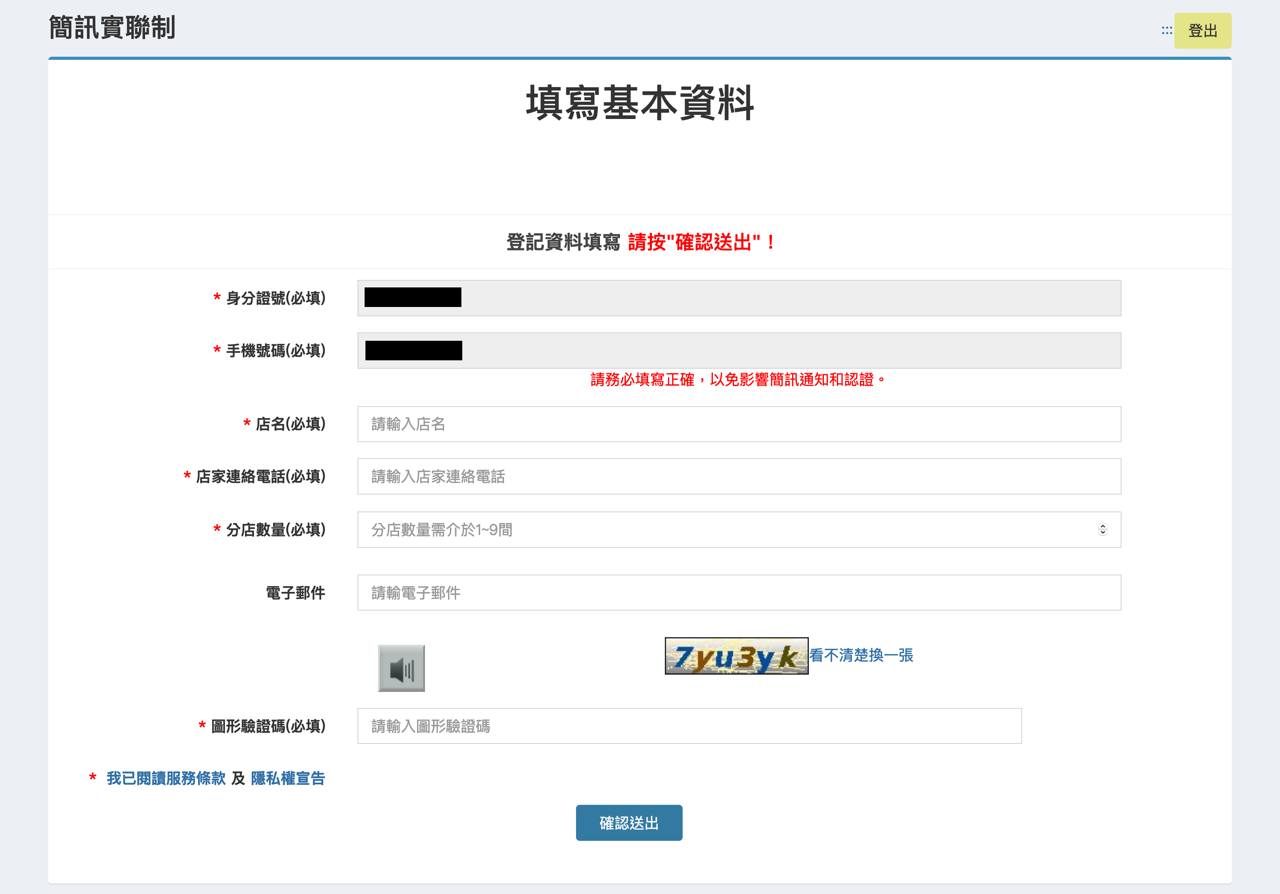 簡訊實聯制
::: 登出
填寫基本資料
登記資料填寫 請按"確認送出"！
* 身分證號(必填)
* 手機號碼(必填)
請務必填寫正確，以免影響簡訊通知和認證。
* 店名(必填) 請輸入店名
* 店家連絡電話(必填) 請輸入店家連絡電話
* 分店數量(必填) 分店數量需介於1~9間
電子郵件 請輸電子郵件
7yu3yk 看不清楚換一張
* 圖形驗證碼(必填) 請輸入圖形驗證碼
* 我已閱讀服務條款 及 隱私權宣告
確認送出